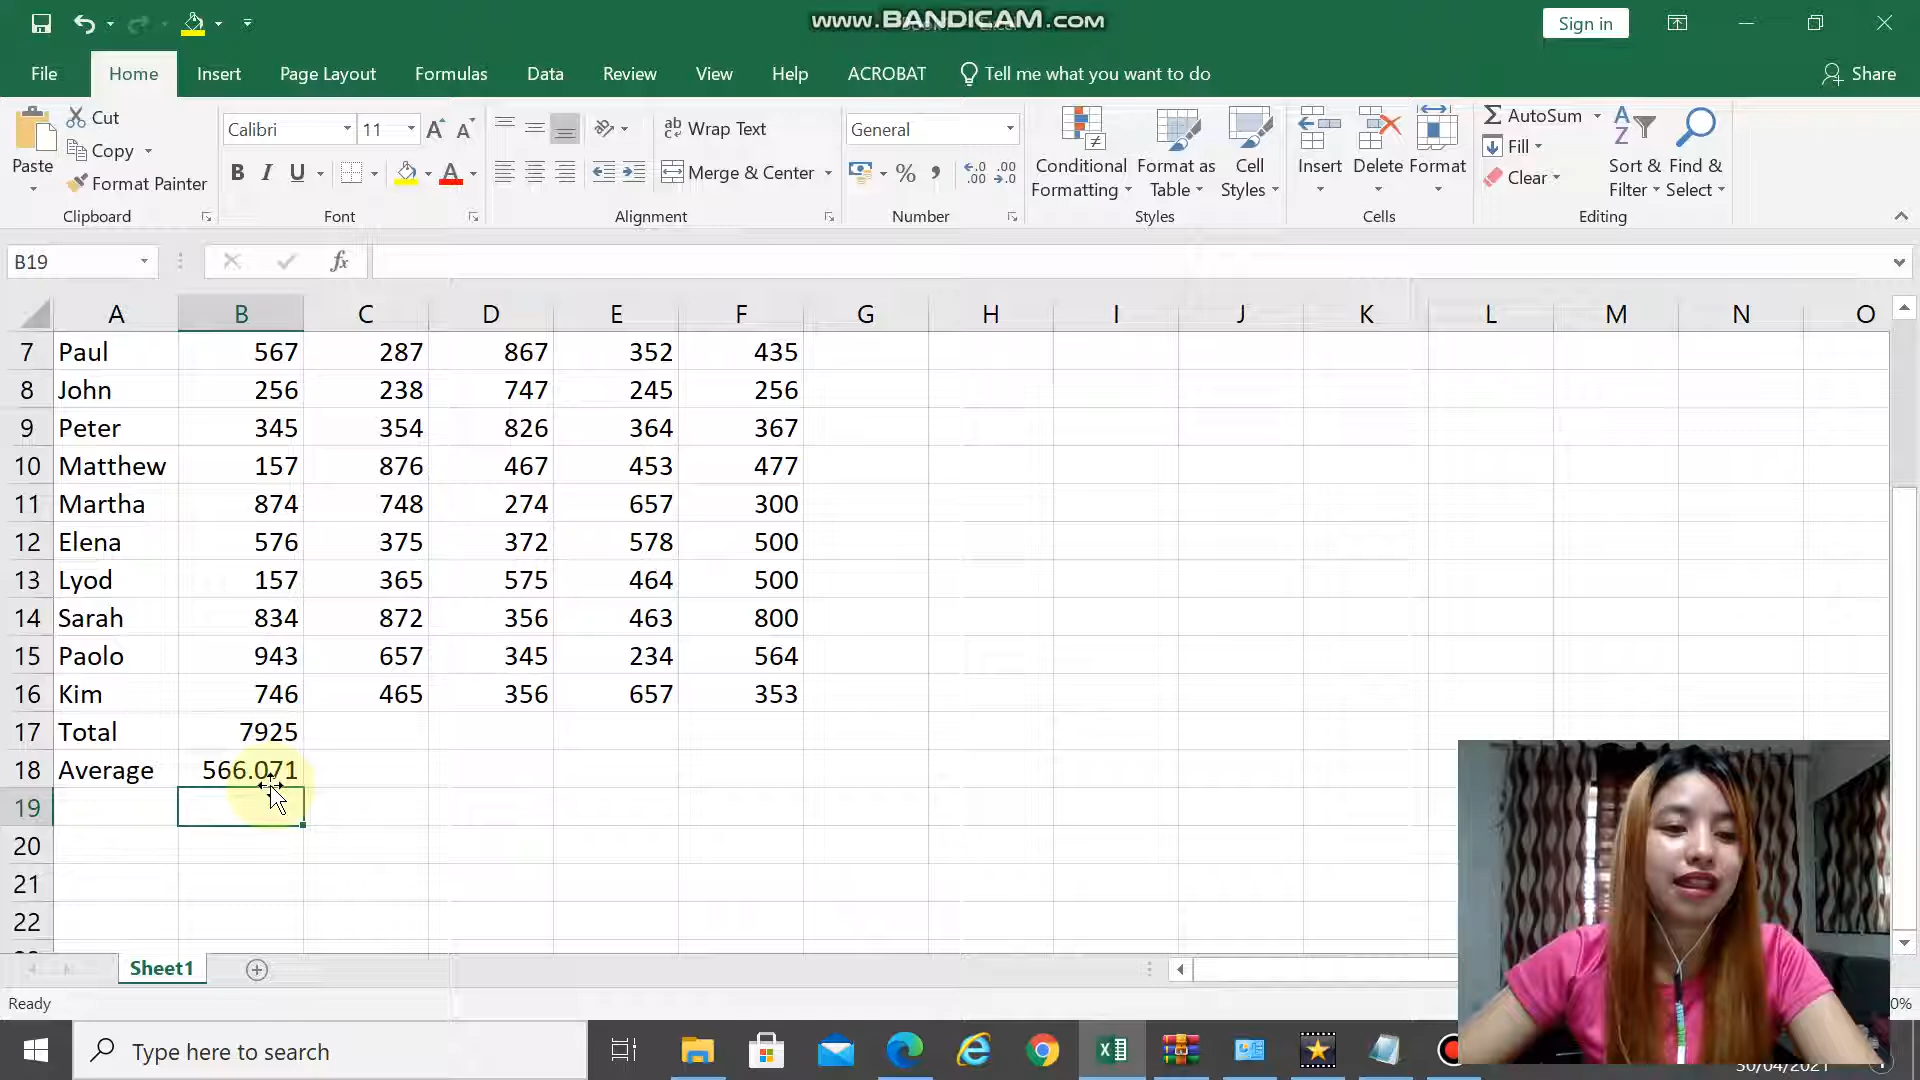 www.BANDICAM.com
Sign in
File Home Insert Page Layout Formulas Data Review View Help ACROBAT Tell me what you want to do Share
Paste
Cut
Copy
Format Painter
Clipboard
Calibri 11
B I U
Font
Wrap Text
Merge & Center
Alignment
General
Number
Conditional Formatting
Format as Table
Cell Styles
Styles
Insert Delete Format
Cells
AutoSum
Fill
Clear
Sort & Filter
Find & Select
Editing
B19
fx
A B C D E F G H I J K L M N O
7 Paul 567 287 867 352 435
8 John 256 238 747 245 256
9 Peter 345 354 826 364 367
10 Matthew 157 876 467 453 477
11 Martha 874 748 274 657 300
12 Elena 576 375 372 578 500
13 Lyod 157 365 575 464 500
14 Sarah 834 872 356 463 800
15 Paolo 943 657 345 234 564
16 Kim 746 465 356 657 353
17 Total 7925
18 Average 566.071
19
20
21
22
Sheet1
Ready
Type here to search
30/04/2021